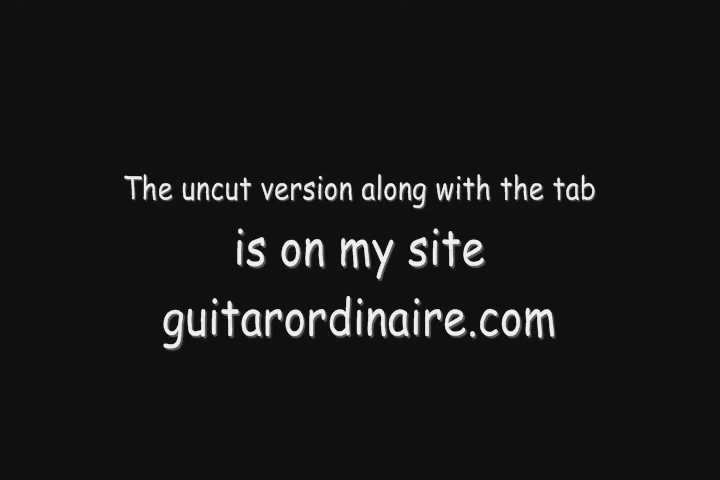 The uncut version along with the tab
is on my site
guitarordinaire.com